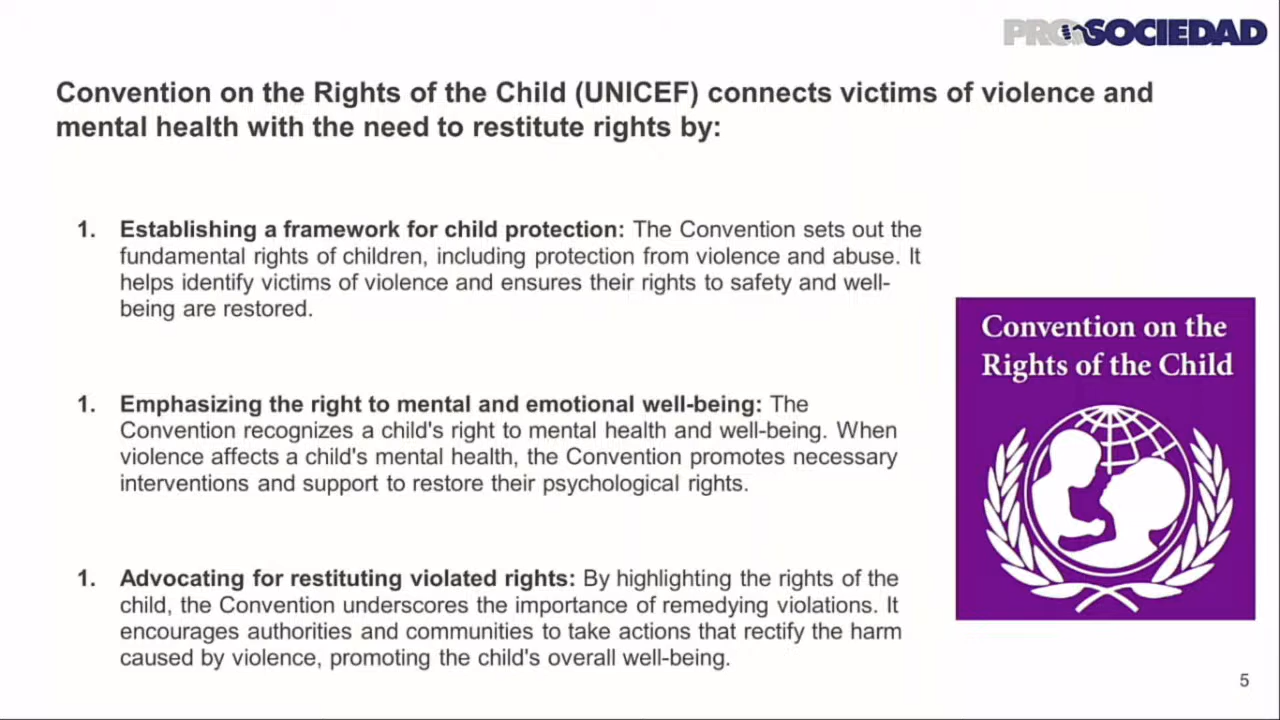 PROSOCIEDAD
Convention on the Rights of the Child (UNICEF) connects victims of violence and
mental health with the need to restitute rights by:
1. Establishing a framework for child protection: The Convention sets out the
fundamental rights of children, including protection from violence and abuse. It
helps identify victims of violence and ensures their rights to safety and well-
being are restored.
1. Emphasizing the right to mental and emotional well-being: The
Convention recognizes a child's right to mental health and well-being. When
violence affects a child's mental health, the Convention promotes necessary
interventions and support to restore their psychological rights.
1. Advocating for restituting violated rights: By highlighting the rights of the
child, the Convention underscores the importance of remedying violations. It
encourages authorities and communities to take actions that rectify the harm
caused by violence, promoting the child's overall well-being.
Convention on the
Rights of the Child
5